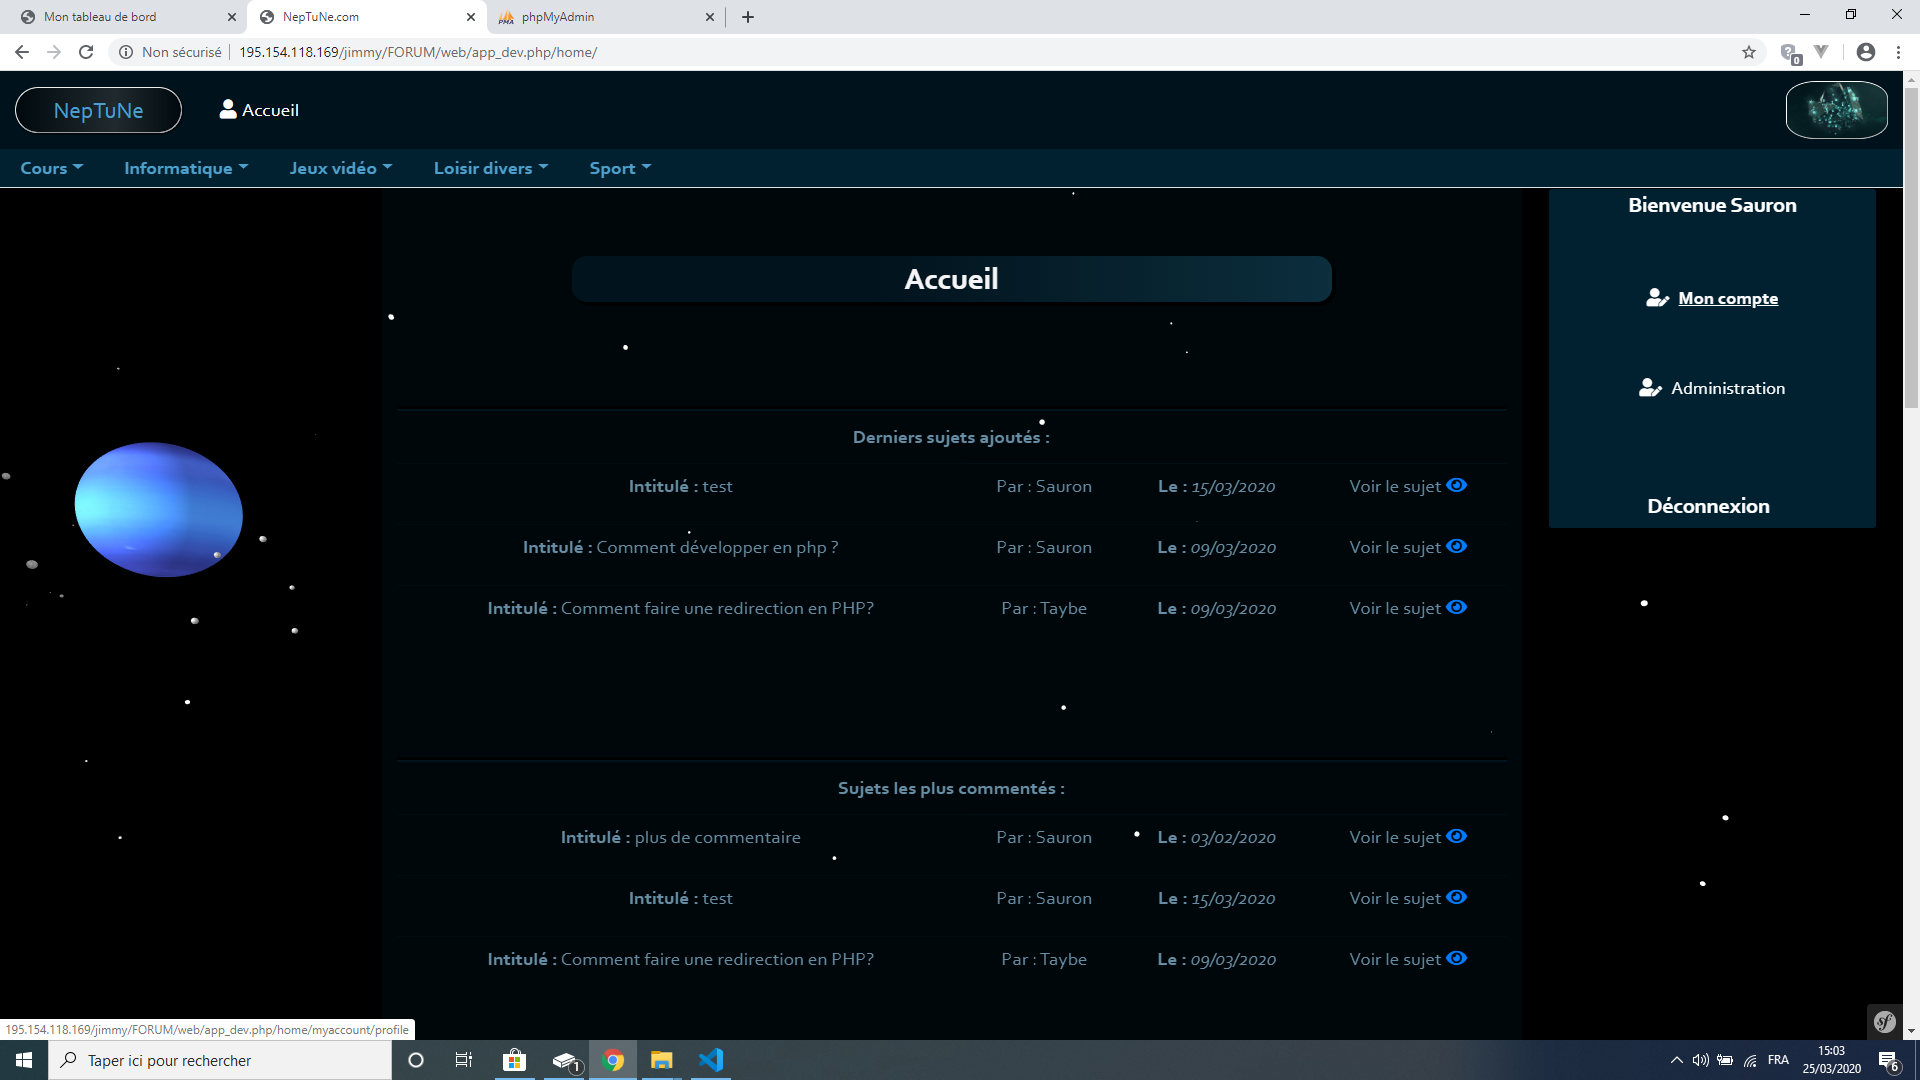 Mon tableau de bord
NepTuNe.com
phpMyAdmin
Non sécurisé
195.154.118.169/jimmy/FORUM/web/app_dev.php/home/
0
NepTuNe
Accueil
Cours
Informatique
Jeux vidéo
Loisir divers
Sport
Bienvenue Sauron
Mon compte
Administration
Déconnexion
Accueil
Derniers sujets ajoutés :
Intitulé : test Par : Sauron Le : 15/03/2020 Voir le sujet
Intitulé : Comment développer en php ? Par : Sauron Le : 09/03/2020 Voir le sujet
Intitulé : Comment faire une redirection en PHP? Par : Taybe Le : 09/03/2020 Voir le sujet
Sujets les plus commentés :
Intitulé : plus de commentaire Par : Sauron Le : 03/02/2020 Voir le sujet
Intitulé : test Par : Sauron Le : 15/03/2020 Voir le sujet
Intitulé : Comment faire une redirection en PHP? Par : Taybe Le : 09/03/2020 Voir le sujet
195.154.118.169/jimmy/FORUM/web/app_dev.php/home/myaccount/profile
sf
Taper ici pour rechercher
1
FRA
15:03
25/03/2020
6